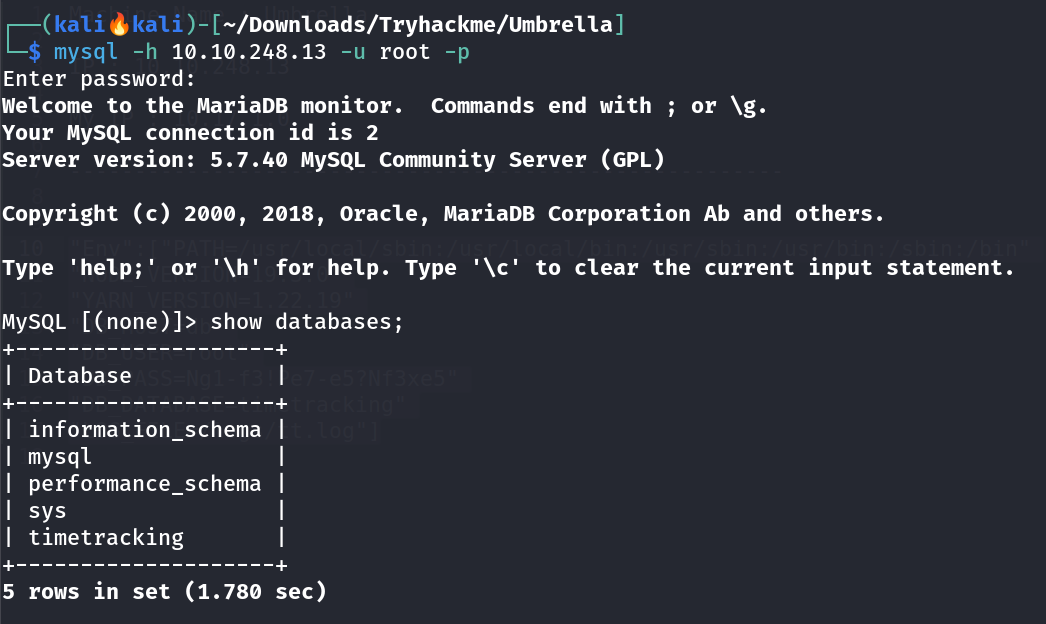 ┌──(kali🔥kali)-[~/Downloads/Tryhackme/Umbrella]
└─$ mysql -h 10.10.248.13 -u root -p
Enter password:
Welcome to the MariaDB monitor.  Commands end with ; or \g.
Your MySQL connection id is 2
Server version: 5.7.40 MySQL Community Server (GPL)
Copyright (c) 2000, 2018, Oracle, MariaDB Corporation Ab and others.
Type 'help;' or '\h' for help. Type '\c' to clear the current input statement.
MySQL [(none)]> show databases;
+--------------------+
| Database           |
+--------------------+
| information_schema |
| mysql              |
| performance_schema |
| sys                |
| timetracking       |
+--------------------+
5 rows in set (1.780 sec)